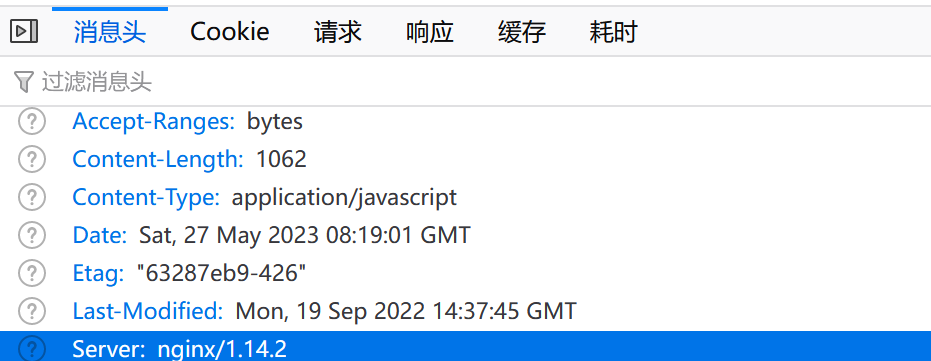 消息头 Cookie 请求 响应 缓存 耗时
过滤消息头
Accept-Ranges: bytes
Content-Length: 1062
Content-Type: application/javascript
Date: Sat, 27 May 2023 08:19:01 GMT
Etag: "63287eb9-426"
Last-Modified: Mon, 19 Sep 2022 14:37:45 GMT
Server: nginx/1.14.2